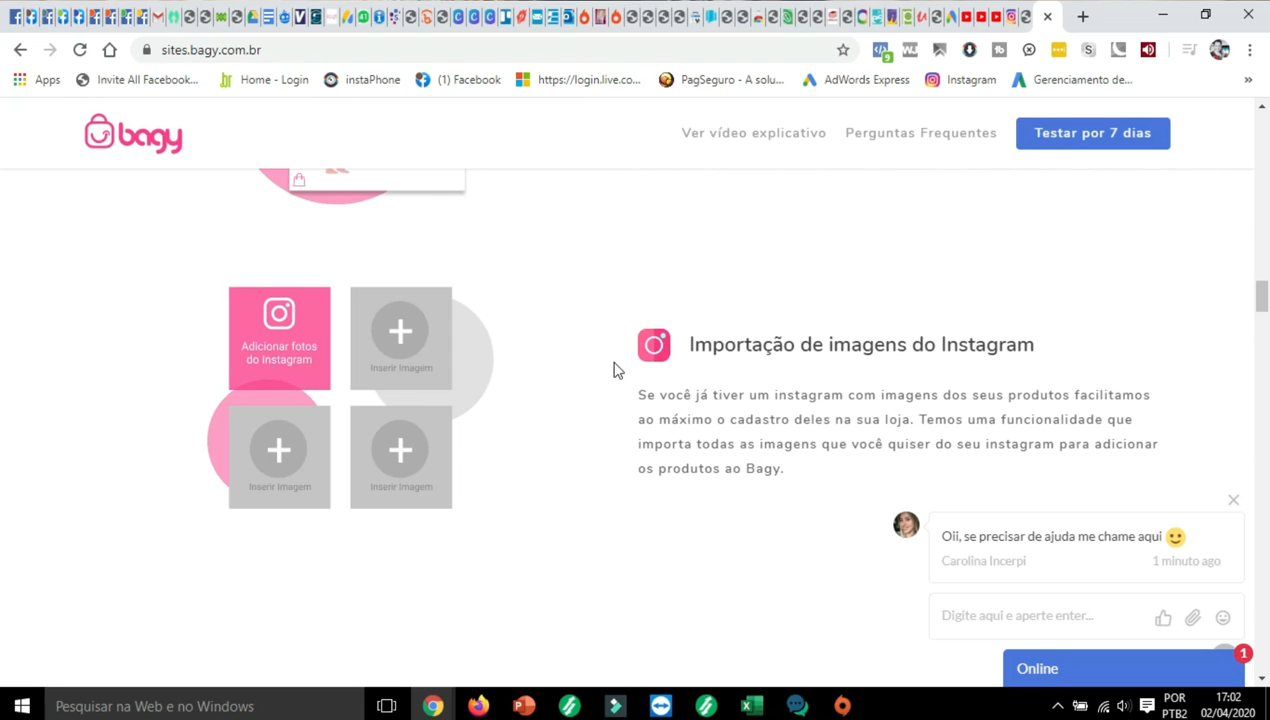 sites.bagy.com.br
Apps
Invite All Facebook...
Home - Login
instaPhone
(1) Facebook
https://login.live.co...
PagSeguro - A solu...
AdWords Express
Instagram
Gerenciamento de...
»
bagy
Ver vídeo explicativo
Perguntas Frequentes
Testar por 7 dias
Adicionar fotos
do Instagram
Inserir Imagem
Inserir Imagem
Inserir Imagem
Importação de imagens do Instagram
Se você já tiver um instagram com imagens dos seus produtos facilitamos
ao máximo o cadastro deles na sua loja. Temos uma funcionalidade que
importa todas as imagens que você quiser do seu instagram para adicionar
os produtos ao Bagy.
Oii, se precisar de ajuda me chame aqui
Carolina Incerpi
1 minuto ago
Digite aqui e aperte enter...
Online
1
Pesquisar na Web e no Windows
POR
PTB2
17:02
02/04/2020